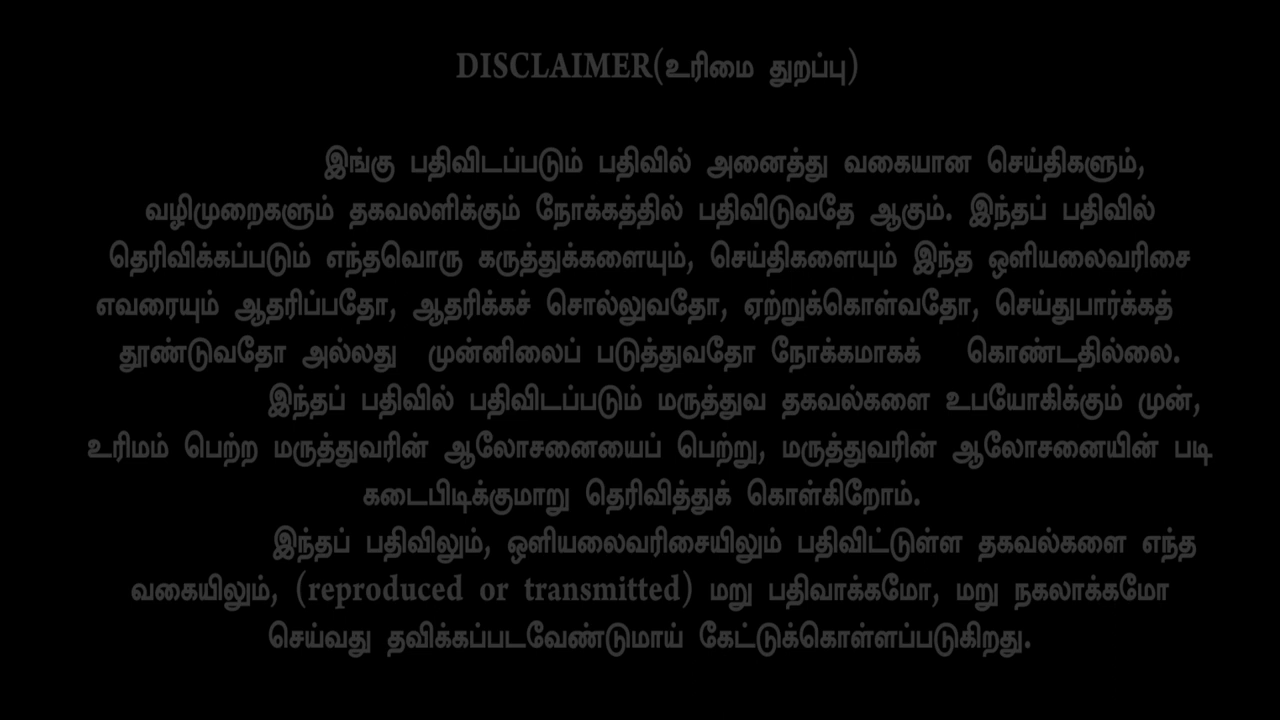 DISCLAIMER(உரிமை துறப்பு)
இங்கு பதிவிடப்படும் பதிவில் அனைத்து வகையான செய்திகளும்,
வழிமுறைகளும் தகவலளிக்கும் நோக்கத்தில் பதிவிடுவதே ஆகும். இந்தப் பதிவில்
தெரிவிக்கப்படும் எந்தவொரு கருத்துக்களையும், செய்திகளையும் இந்த ஒளியலைவரிசை
எவரையும் ஆதரிப்பதோ, ஆதரிக்கச் சொல்லுவதோ, ஏற்றுக்கொள்வதோ, செய்துபார்க்கத்
தூண்டுவதோ அல்லது முன்னிலைப் படுத்துவதோ நோக்கமாகக் கொண்டதில்லை.
இந்தப் பதிவில் பதிவிடப்படும் மருத்துவ தகவல்களை உபயோகிக்கும் முன்,
உரிமம் பெற்ற மருத்துவரின் ஆலோசனையைப் பெற்று, மருத்துவரின் ஆலோசனையின் படி
கடைபிடிக்குமாறு தெரிவித்துக் கொள்கிறோம்.
இந்தப் பதிவிலும், ஒளியலைவரிசையிலும் பதிவிட்டுள்ள தகவல்களை எந்த
வகையிலும், (reproduced or transmitted) மறு பதிவாக்கமோ, மறு நகலாக்கமோ
செய்வது தவிக்கப்படவேண்டுமாய் கேட்டுக்கொள்ளப்படுகிறது.